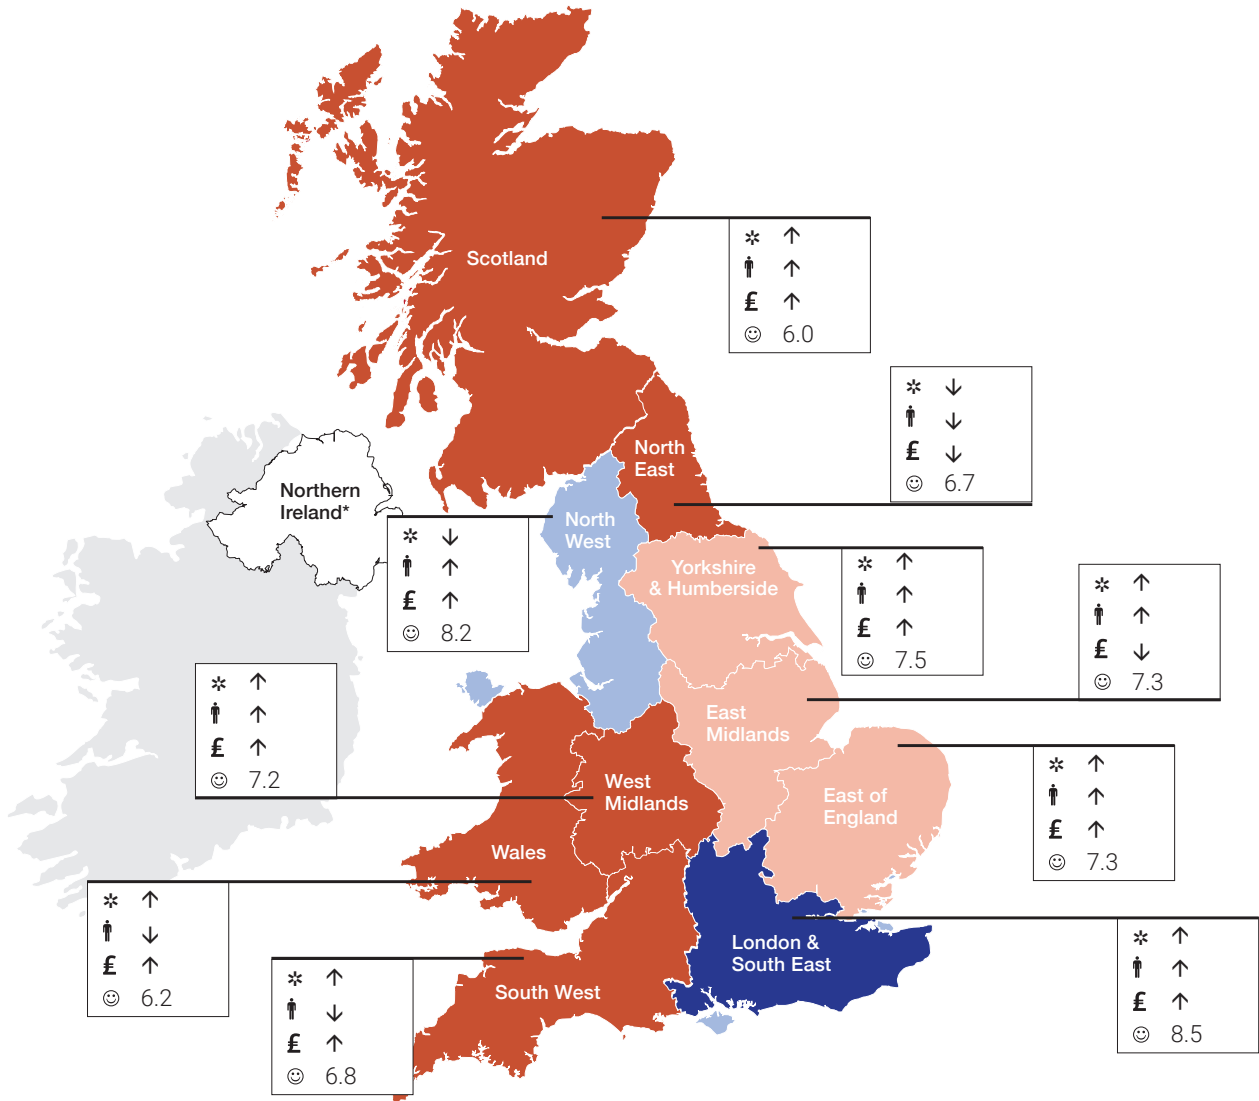 Scotland
↑
↑
£ ↑
6.0
North
East
↓
↓
£ ↓
6.7
Northern
Ireland*
North
West
↓
↑
£ ↑
8.2
Yorkshire
& Humberside
↑
↑
£ ↑
7.5
↑
↑
£ ↓
7.3
East
Midlands
↑
↑
£ ↑
7.2
West
Midlands
East of
England
↑
↑
£ ↑
7.3
Wales
↑
↓
£ ↑
6.2
London &
South East
↑
↑
£ ↑
8.5
South West
↑
↓
£ ↑
6.8